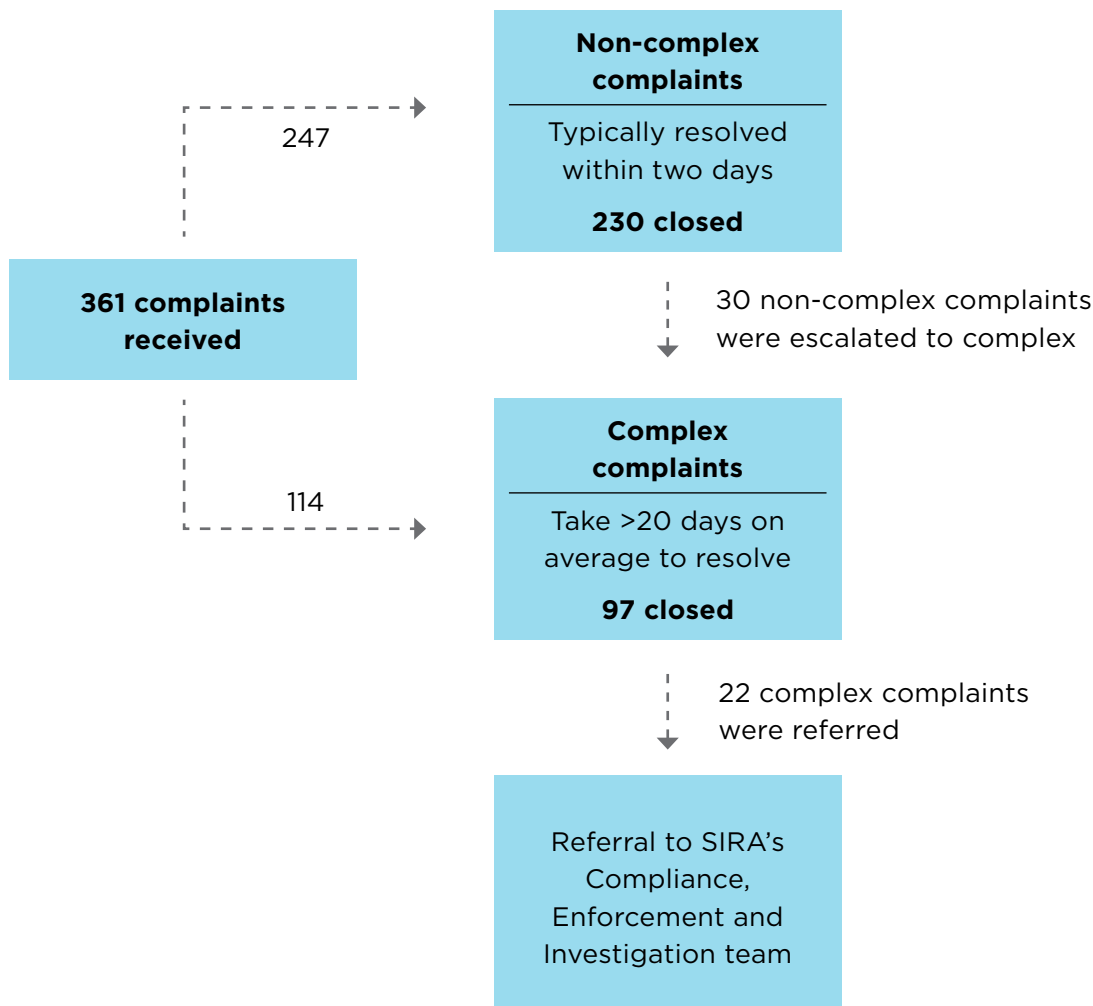 Non-complex
complaints
Typically resolved
within two days
230 closed
247
361 complaints
received
30 non-complex complaints
were escalated to complex
Complex
complaints
Take >20 days on
average to resolve
97 closed
114
22 complex complaints
were referred
Referral to SIRA’s
Compliance,
Enforcement and
Investigation team